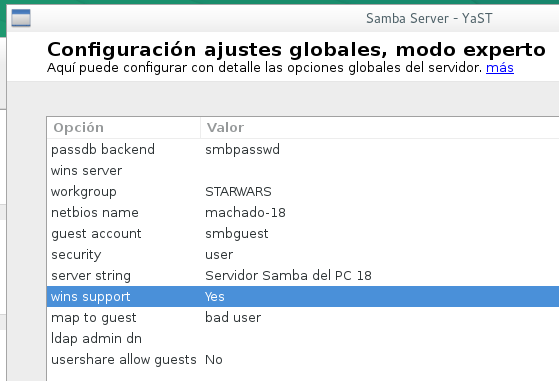 Samba Server - YaST
Configuración ajustes globales, modo experto
Aquí puede configurar con detalle las opciones globales del servidor. más
Opción Valor
passdb backend smbpasswd
wins server
workgroup STARWARS
netbios name machado-18
guest account smbguest
security user
server string Servidor Samba del PC 18
wins support Yes
map to guest bad user
ldap admin dn
usershare allow guests No